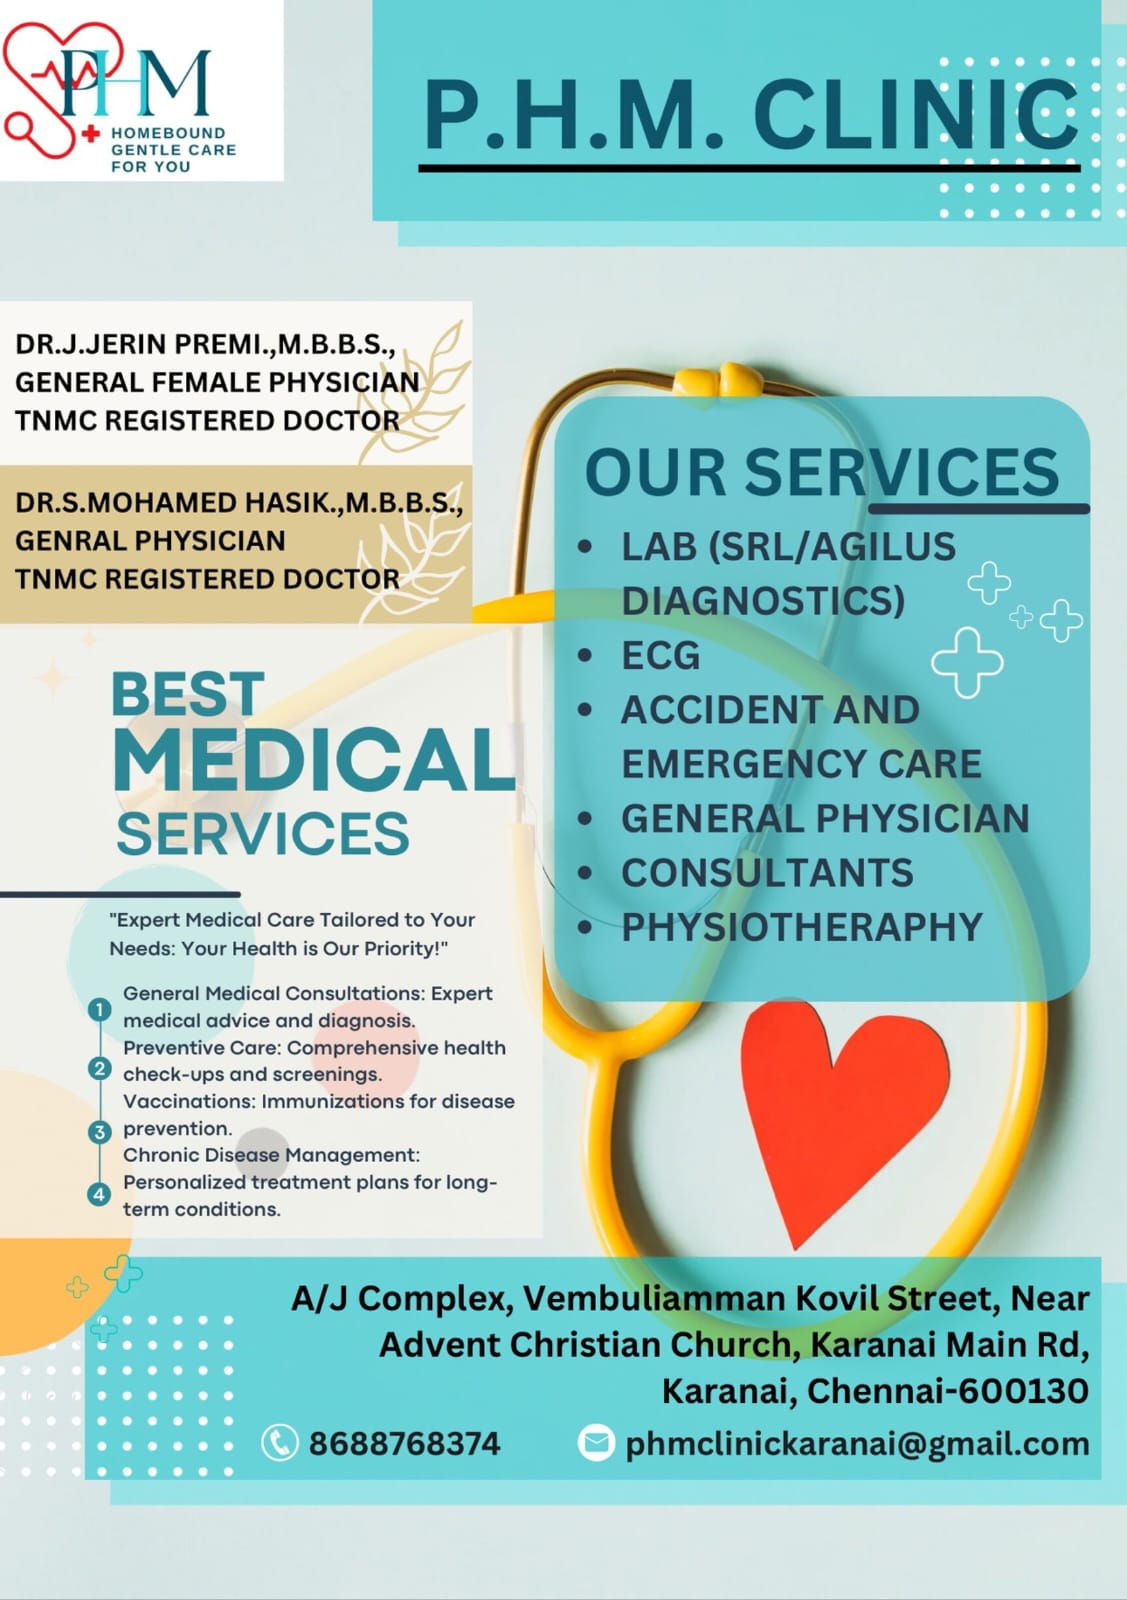 PHM
HOMEBOUND
GENTLE CARE
FOR YOU
P.H.M. CLINIC
DR.J.JERIN PREMI.,M.B.B.S.,
GENERAL FEMALE PHYSICIAN
TNMC REGISTERED DOCTOR
DR.S.MOHAMED HASIK.,M.B.B.S.,
GENRAL PHYSICIAN
TNMC REGISTERED DOCTOR
OUR SERVICES
• LAB (SRL/AGILUS
DIAGNOSTICS)
• ECG
• ACCIDENT AND
EMERGENCY CARE
• GENERAL PHYSICIAN
• CONSULTANTS
• PHYSIOTHERAPHY
BEST
MEDICAL
SERVICES
"Expert Medical Care Tailored to Your
Needs: Your Health is Our Priority!"
1 General Medical Consultations: Expert
medical advice and diagnosis.
2 Preventive Care: Comprehensive health
check-ups and screenings.
3 Vaccinations: Immunizations for disease
prevention.
4 Chronic Disease Management:
Personalized treatment plans for long-
term conditions.
A/J Complex, Vembuliamman Kovil Street, Near
Advent Christian Church, Karanai Main Rd,
Karanai, Chennai-600130
8688768374
phmclinickaranai@gmail.com